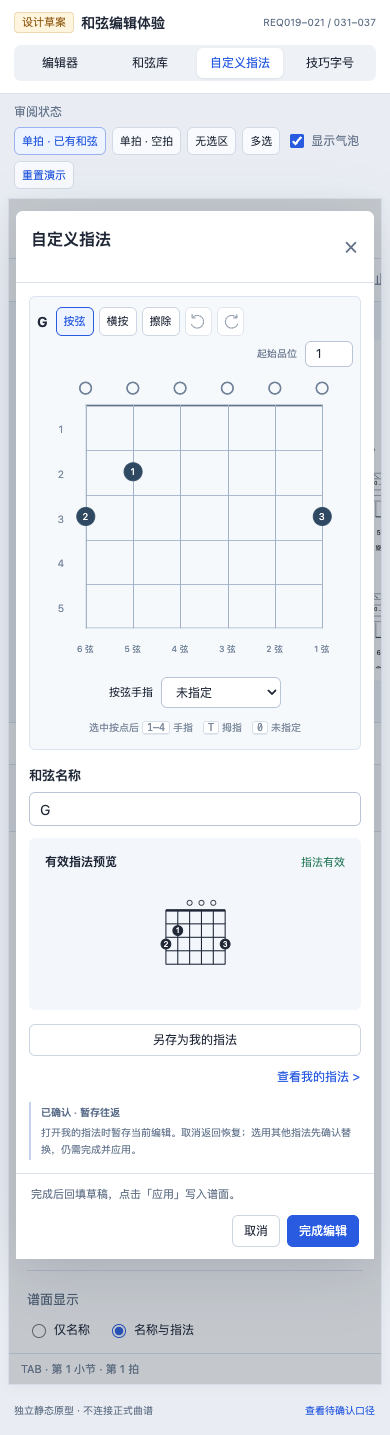 设计草案 和弦编辑体验 REQ019–021 / 031–037
编辑器 和弦库 自定义指法 技巧字号
审阅状态
单拍 · 已有和弦 单拍 · 空拍 无选区 多选 显示气泡
重置演示
自定义指法
G 按弦 横按 擦除
起始品位 1
1
2 1
3 2 3
4
5
6 弦 5 弦 4 弦 3 弦 2 弦 1 弦
按弦手指 未指定
选中按点后 1–4 手指 T 拇指 0 未指定
和弦名称
G
有效指法预览 指法有效
1
2 3
另存为我的指法
查看我的指法 >
已确认 · 暂存往返
打开我的指法时暂存当前编辑。取消返回恢复；选用其他指法先确认替
换，仍需完成并应用。
完成后回填草稿，点击「应用」写入谱面。
取消 完成编辑
谱面显示
仅名称 名称与指法
TAB · 第 1 小节 · 第 1 拍
独立静态原型 · 不连接正式曲谱 查看待确认口径